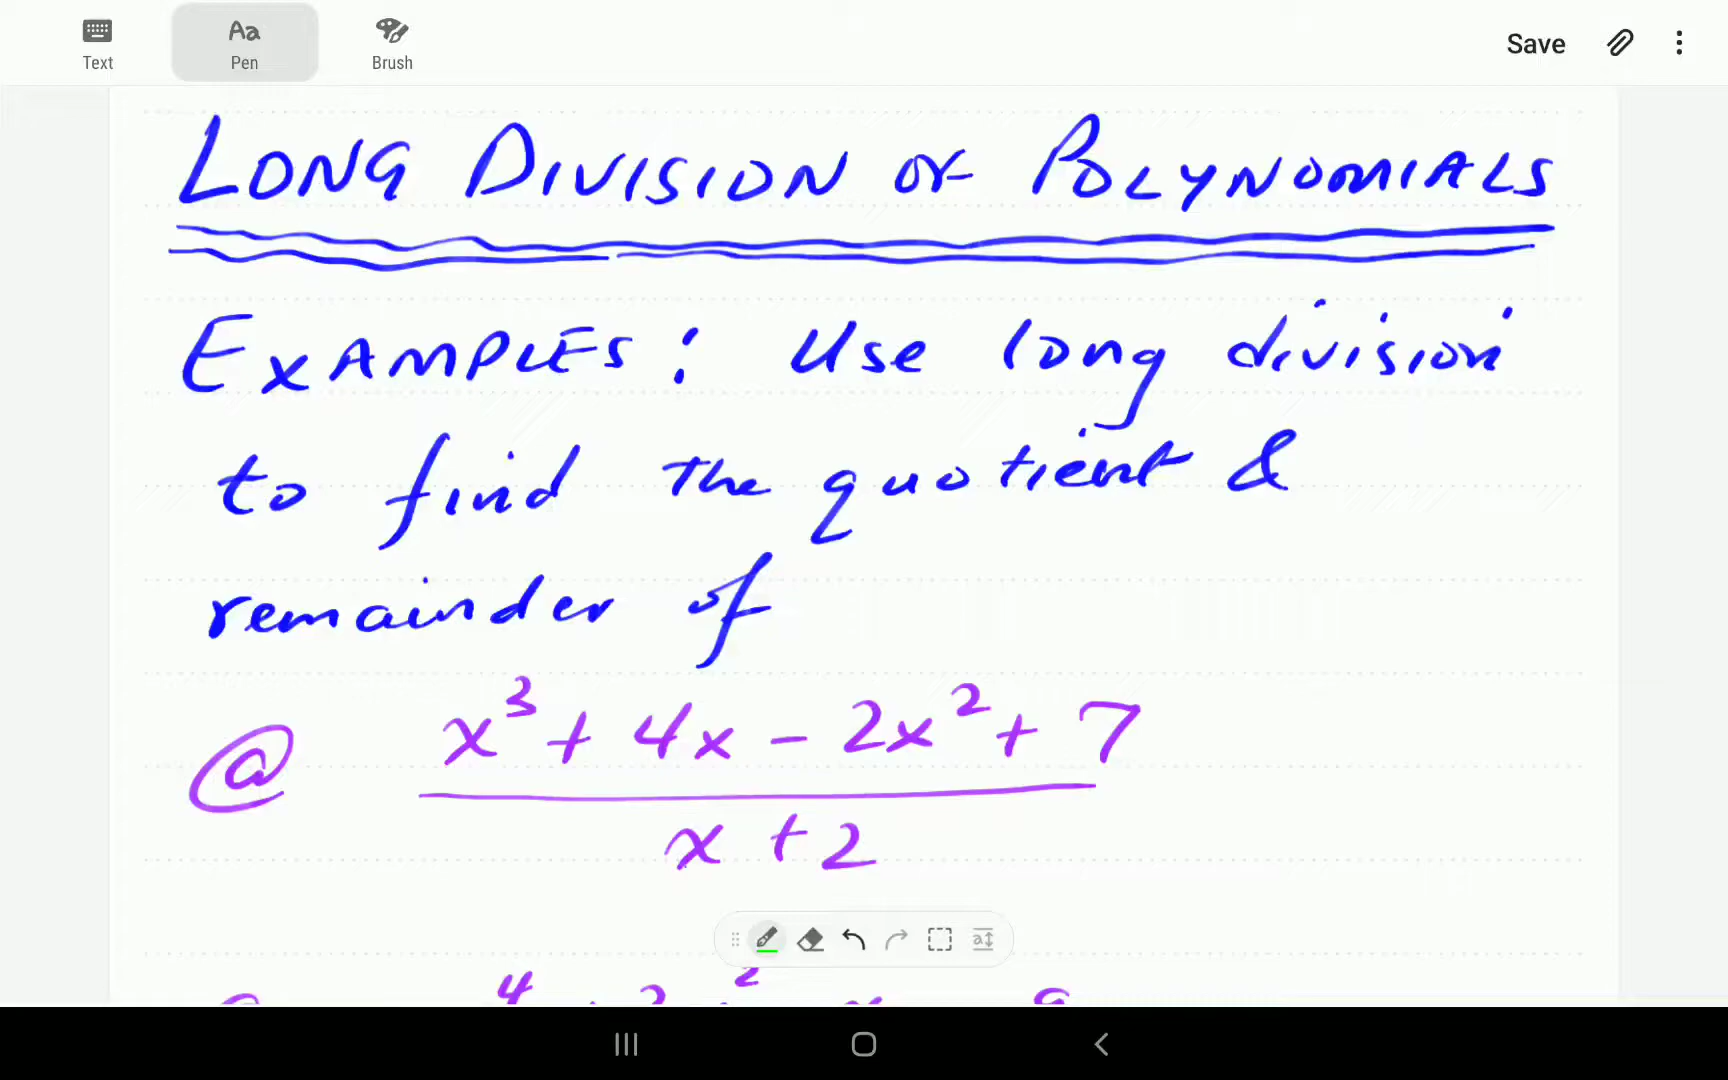 Text
Aa
Pen
Brush
Save
LONG DIVISION OF POLYNOMIALS
EXAMPLES: Use long division
to find the quotient &
remainder of
ⓐ x³ + 4x - 2x² + 7
x + 2